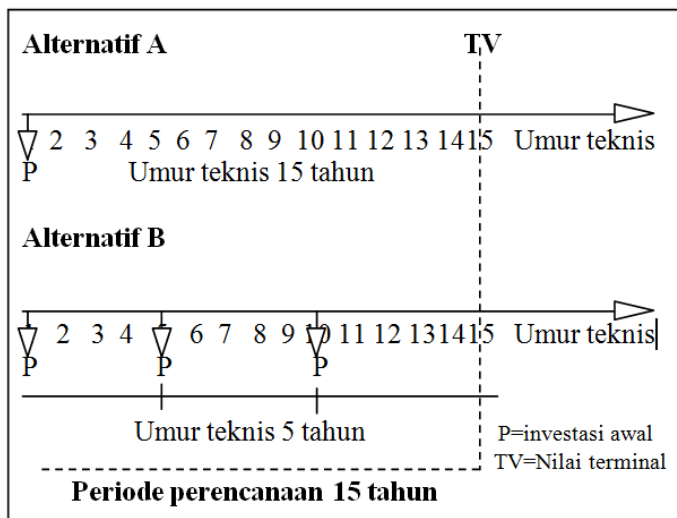 Alternatif A TV
2 3 4 5 6 7 8 9 10 11 12 13 14 15 Umur teknis
P Umur teknis 15 tahun
Alternatif B
1 2 3 4 5 6 7 8 9 10 11 12 13 14 15 Umur teknis
P P P
Umur teknis 5 tahun
P=investasi awal
TV=Nilai terminal
Periode perencanaan 15 tahun